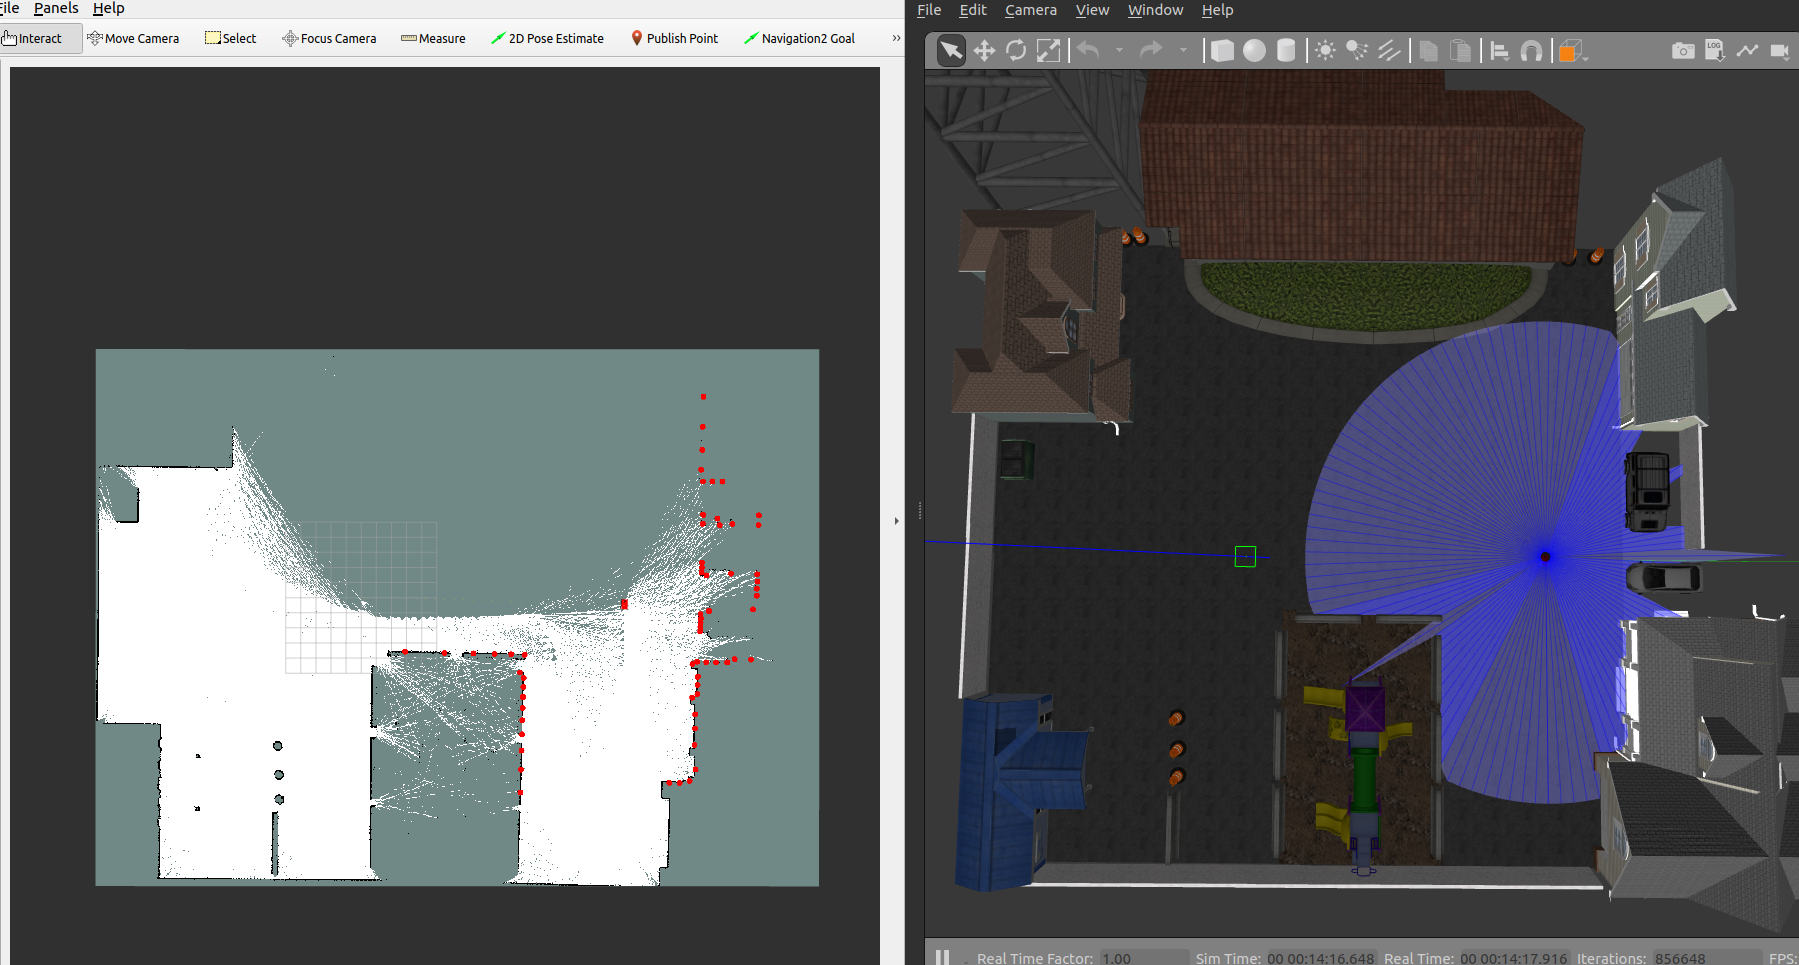 File Panels Help
Interact Move Camera Select Focus Camera Measure 2D Pose Estimate Publish Point Navigation2 Goal »
File Edit Camera View Window Help
LOG
Real Time Factor: 1.00 Sim Time: 00 00:14:16.648 Real Time: 00 00:14:17.916 Iterations: 856648 FPS: